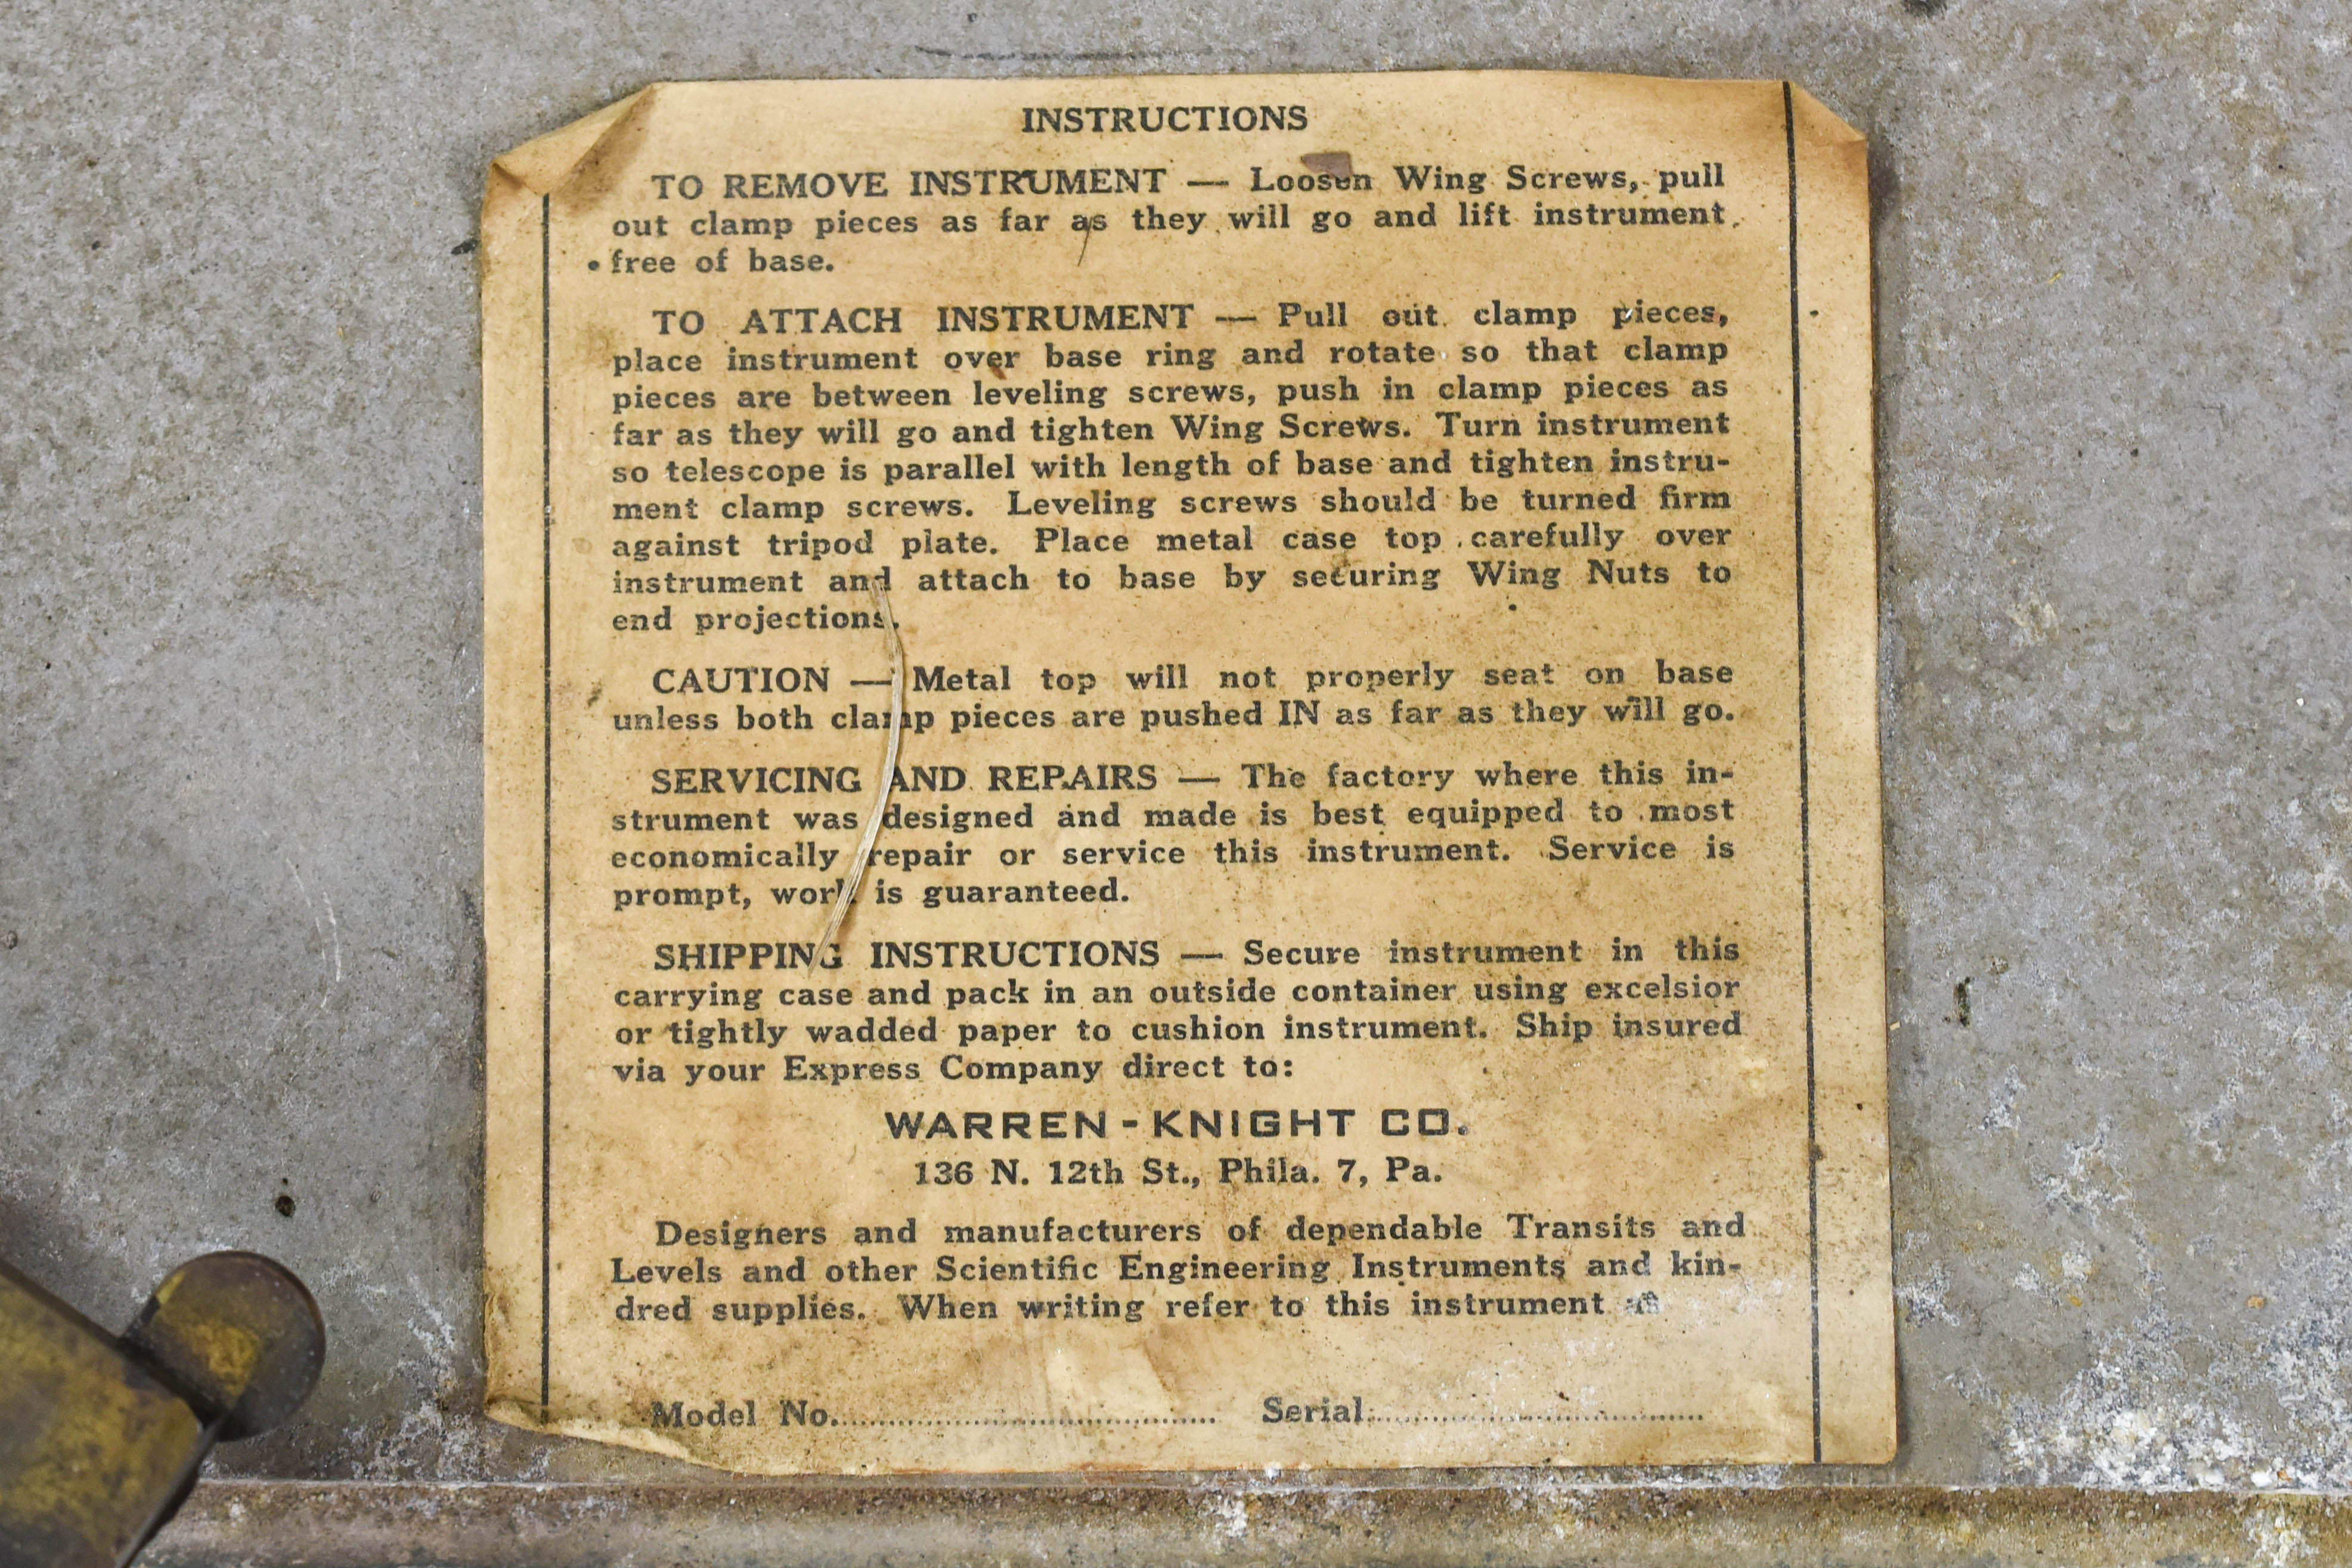 INSTRUCTIONS
TO REMOVE INSTRUMENT — Loosen Wing Screws, pull
out clamp pieces as far as they will go and lift instrument
free of base.
TO ATTACH INSTRUMENT — Pull out clamp pieces,
place instrument over base ring and rotate so that clamp
pieces are between leveling screws, push in clamp pieces as
far as they will go and tighten Wing Screws. Turn instrument
so telescope is parallel with length of base and tighten instru-
ment clamp screws. Leveling screws should be turned firm
against tripod plate. Place metal case top carefully over
instrument and attach to base by securing Wing Nuts to
end projections.
CAUTION — Metal top will not properly seat on base
unless both clamp pieces are pushed IN as far as they will go.
SERVICING AND REPAIRS — The factory where this in-
strument was designed and made is best equipped to most
economically repair or service this instrument. Service is
prompt, work is guaranteed.
SHIPPING INSTRUCTIONS — Secure instrument in this
carrying case and pack in an outside container using excelsior
or tightly wadded paper to cushion instrument. Ship insured
via your Express Company direct to:
WARREN-KNIGHT CO.
136 N. 12th St., Phila. 7, Pa.
Designers and manufacturers of dependable Transits and
Levels and other Scientific Engineering Instruments and kin-
dred supplies. When writing refer to this instrument
Model No.................................... Serial..................................